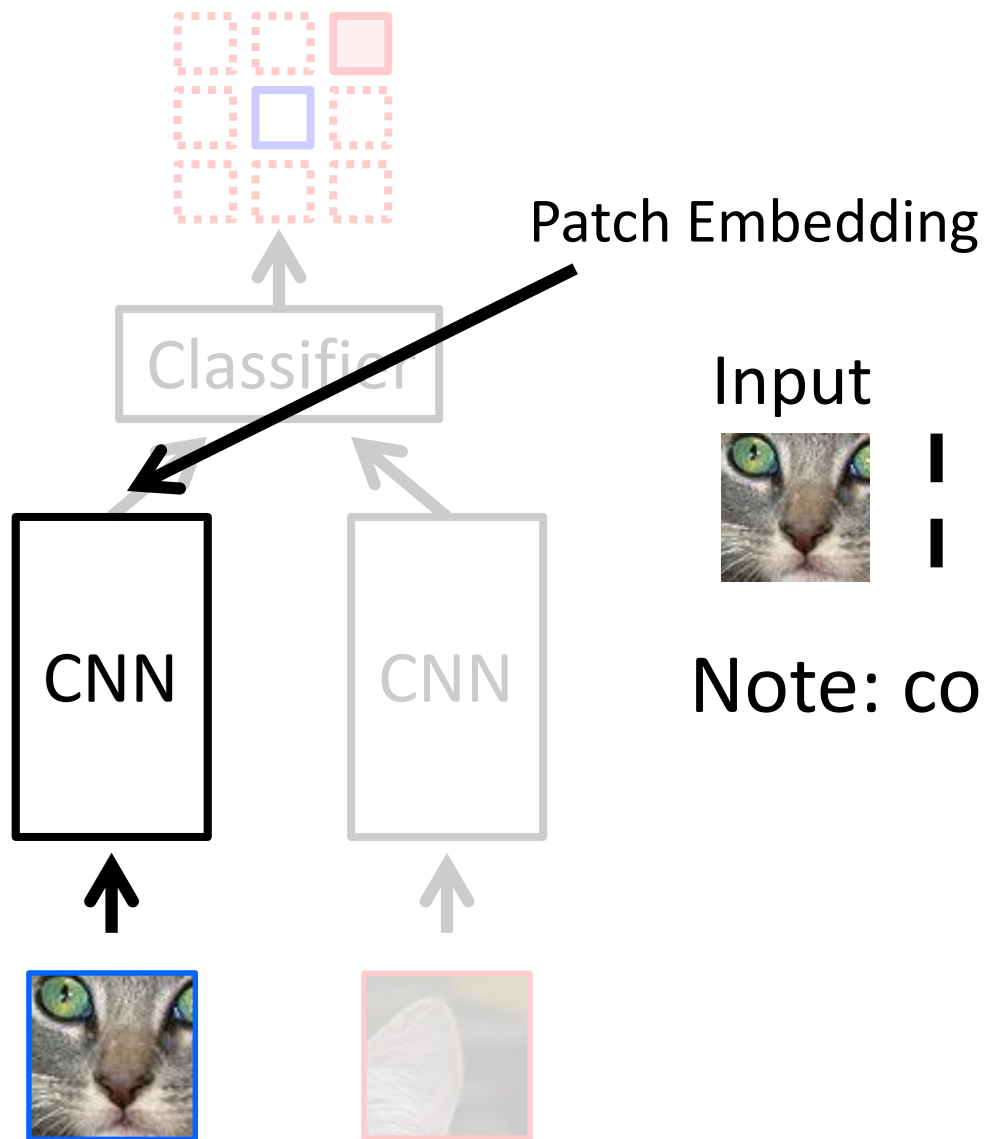 Patch Embedding
Classifier
Input
CNN
CNN
Note: co